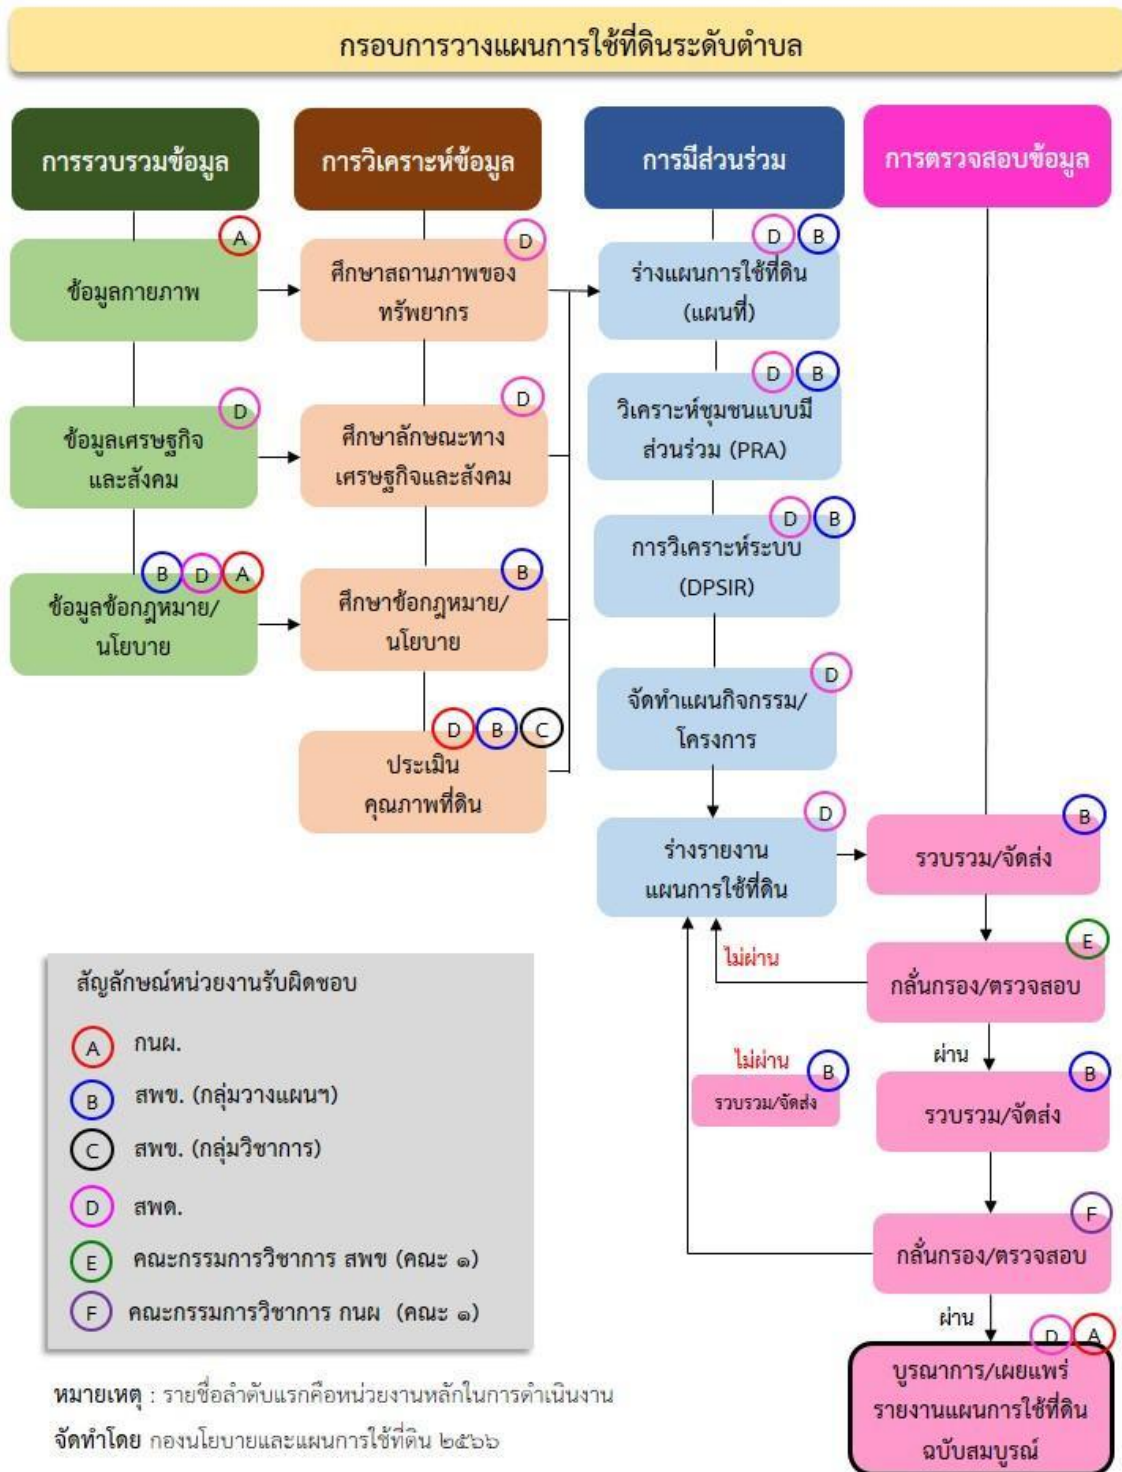 กรอบการวางแผนการใช้ที่ดินระดับตำบล
การรวบรวมข้อมูล
A
ข้อมูลกายภาพ
D
ข้อมูลเศรษฐกิจ
และสังคม
B D A
ข้อมูลข้อกฎหมาย/
นโยบาย
การวิเคราะห์ข้อมูล
D
ศึกษาสถานภาพของ
ทรัพยากร
D
ศึกษาลักษณะทาง
เศรษฐกิจและสังคม
B
ศึกษาข้อกฎหมาย/
นโยบาย
D B C
ประเมิน
คุณภาพที่ดิน
การมีส่วนร่วม
D B
ร่างแผนการใช้ที่ดิน
(แผนที่)
D B
วิเคราะห์ชุมชนแบบมี
ส่วนร่วม (PRA)
D B
การวิเคราะห์ระบบ
(DPSIR)
D
จัดทำแผนกิจกรรม/
โครงการ
D
ร่างรายงาน
แผนการใช้ที่ดิน
การตรวจสอบข้อมูล
B
รวบรวม/จัดส่ง
E
กลั่นกรอง/ตรวจสอบ
ไม่ผ่าน
ผ่าน
B
รวบรวม/จัดส่ง
F
กลั่นกรอง/ตรวจสอบ
ไม่ผ่าน
B
รวบรวม/จัดส่ง
ผ่าน
D A
บูรณาการ/เผยแพร่
รายงานแผนการใช้ที่ดิน
ฉบับสมบูรณ์
สัญลักษณ์หน่วยงานรับผิดชอบ
A กนผ.
B สพข. (กลุ่มวางแผนฯ)
C สพข. (กลุ่มวิชาการ)
D สพด.
E คณะกรรมการวิชาการ สพข (คณะ ๑)
F คณะกรรมการวิชาการ กนผ (คณะ ๑)
หมายเหตุ : รายชื่อลำดับแรกคือหน่วยงานหลักในการดำเนินงาน
จัดทำโดย กองนโยบายและแผนการใช้ที่ดิน ๒๕๖๖